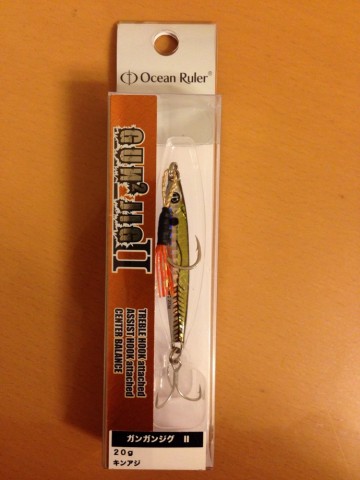 Ocean Ruler®
GUN² JIG II
TREBLE HOOK attached
ASSIST HOOK attached
CENTER BALANCE
ガンガンジグ II
20g
キンアジ